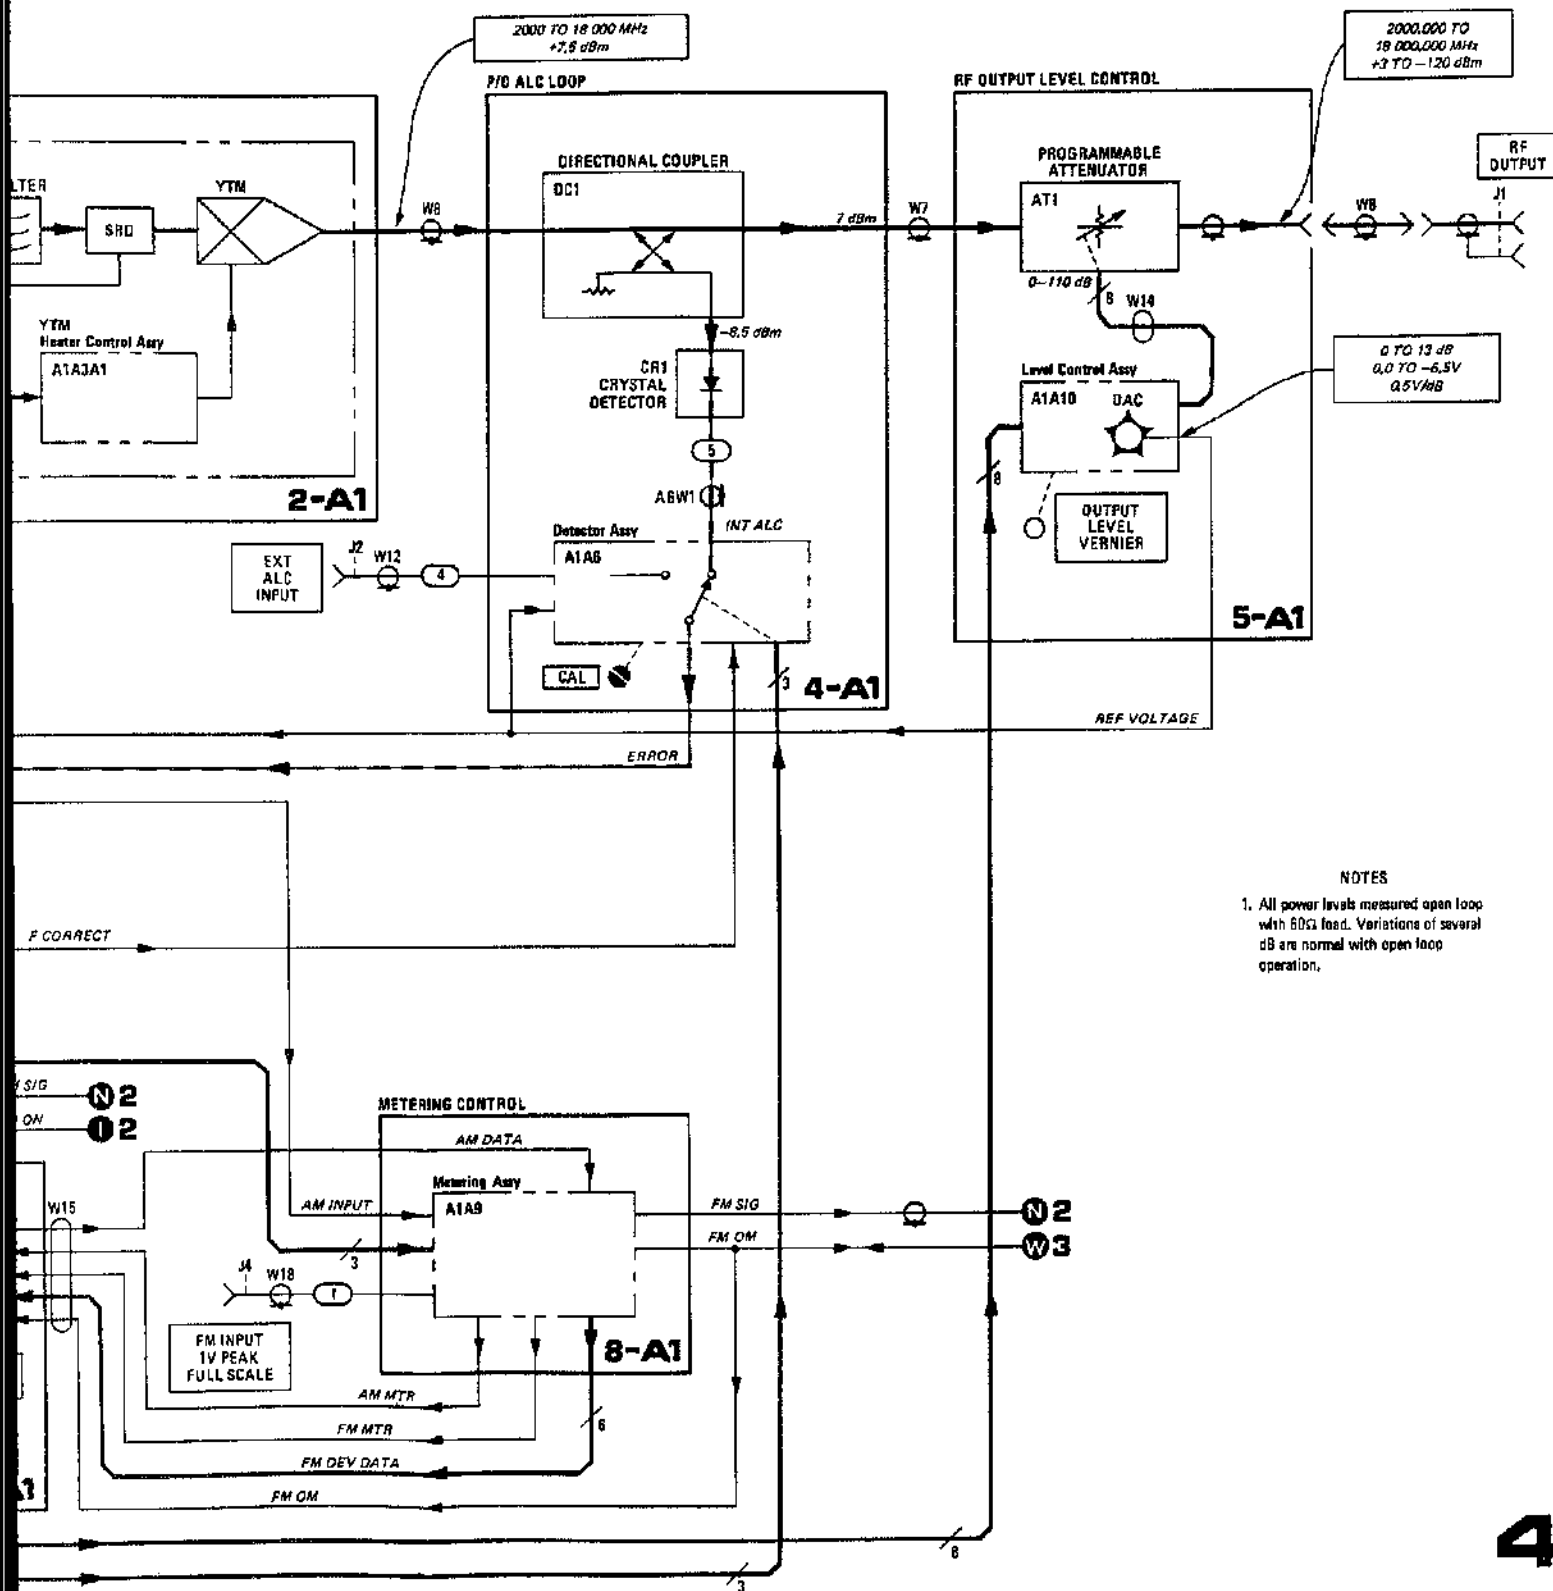 2000 TO 18 000 MHz
+7.5 dBm
P/O ALC LOOP
RF OUTPUT LEVEL CONTROL
2000.000 TO
18 000.000 MHz
+3 TO -120 dBm
RF
OUTPUT
J1
LTER
SRD
YTM
W8
DIRECTIONAL COUPLER
DC1
7 dBm
W7
PROGRAMMABLE
ATTENUATOR
AT1
0-110 dB
8
W14
W6
YTM
Heater Control Assy
A1A3A1
2-A1
-8.5 dBm
CR1
CRYSTAL
DETECTOR
5
A6W1
INT ALC
Detector Assy
A1A6
EXT
ALC
INPUT
J2
W12
4
CAL
3
4-A1
Level Control Assy
A1A10
DAC
0 TO 13 dB
0.0 TO -6.5V
0.5V/dB
8
OUTPUT
LEVEL
VERNIER
5-A1
REF VOLTAGE
ERROR
F CORRECT
NOTES
1. All power levels measured open loop
with 50Ω load. Variations of several
dB are normal with open loop
operation.
SIG
N 2
ON
I 2
METERING CONTROL
AM DATA
Metering Assy
A1A9
AM INPUT
W15
3
J4
W18
FM INPUT
1V PEAK
FULL SCALE
FM SIG
N 2
FM OM
W 3
8-A1
AM MTR
FM MTR
6
FM DEV DATA
FM OM
8
3
4